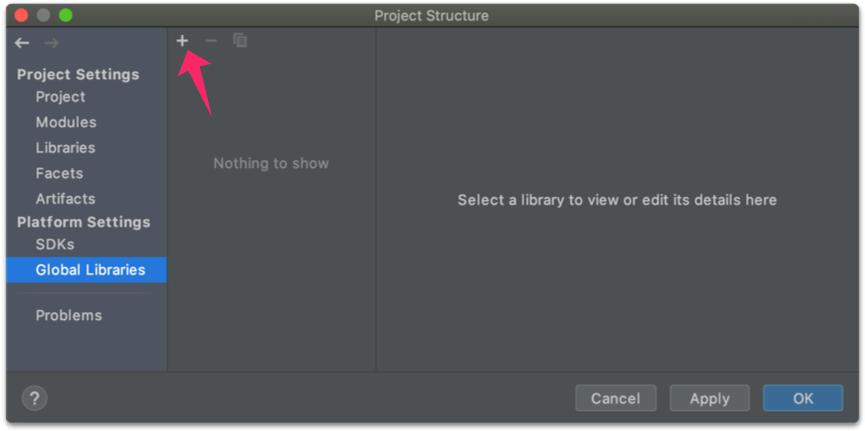 Project Structure
Project Settings
Project
Modules
Libraries
Facets
Artifacts
Platform Settings
SDKs
Global Libraries
Problems
Nothing to show
Select a library to view or edit its details here
?
Cancel
Apply
OK